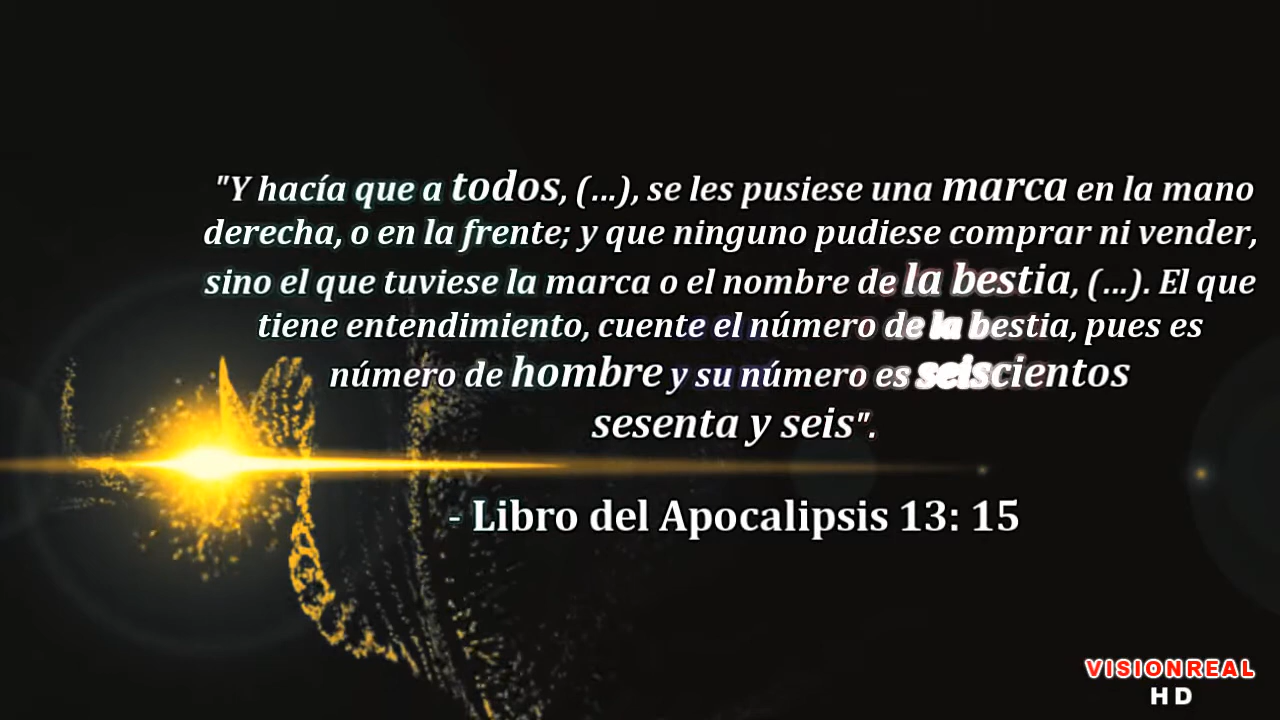 "Y hacía que a todos, (...), se les pusiese una marca en la mano
derecha, o en la frente; y que ninguno pudiese comprar ni vender,
sino el que tuviese la marca o el nombre de la bestia, (...). El que
tiene entendimiento, cuente el número de la bestia, pues es
número de hombre y su número es seiscientos
sesenta y seis".
- Libro del Apocalipsis 13: 15
VISIONREAL
HD